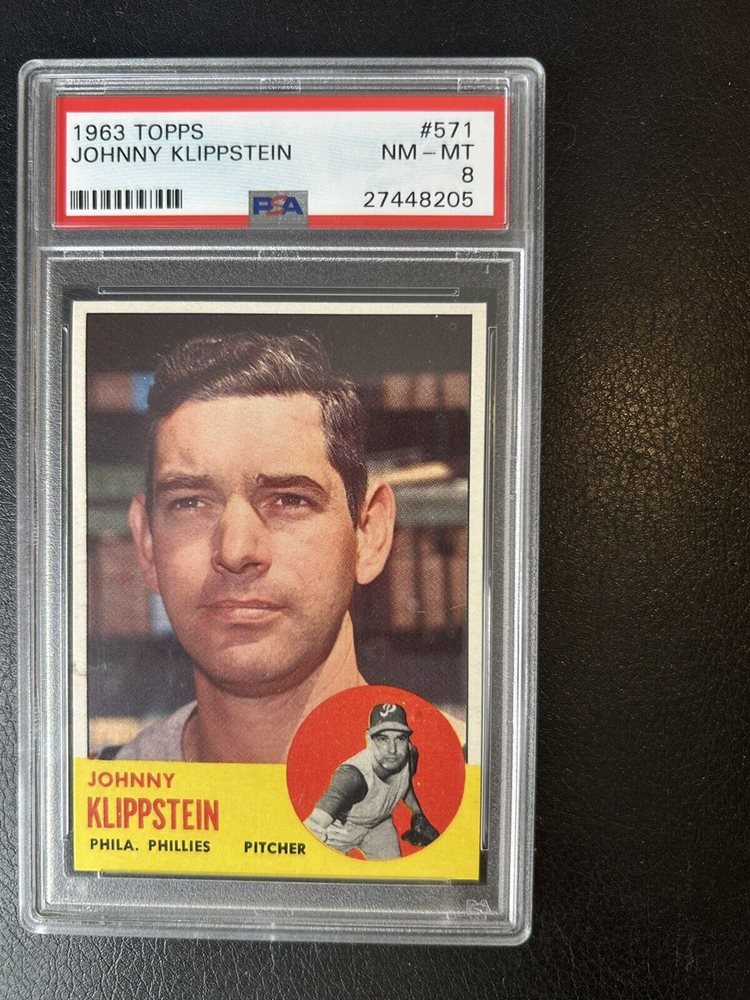 1963 TOPPS #571
JOHNNY KLIPPSTEIN NM - MT
8
PSA 27448205
P
JOHNNY
KLIPPSTEIN
PHILA. PHILLIES PITCHER